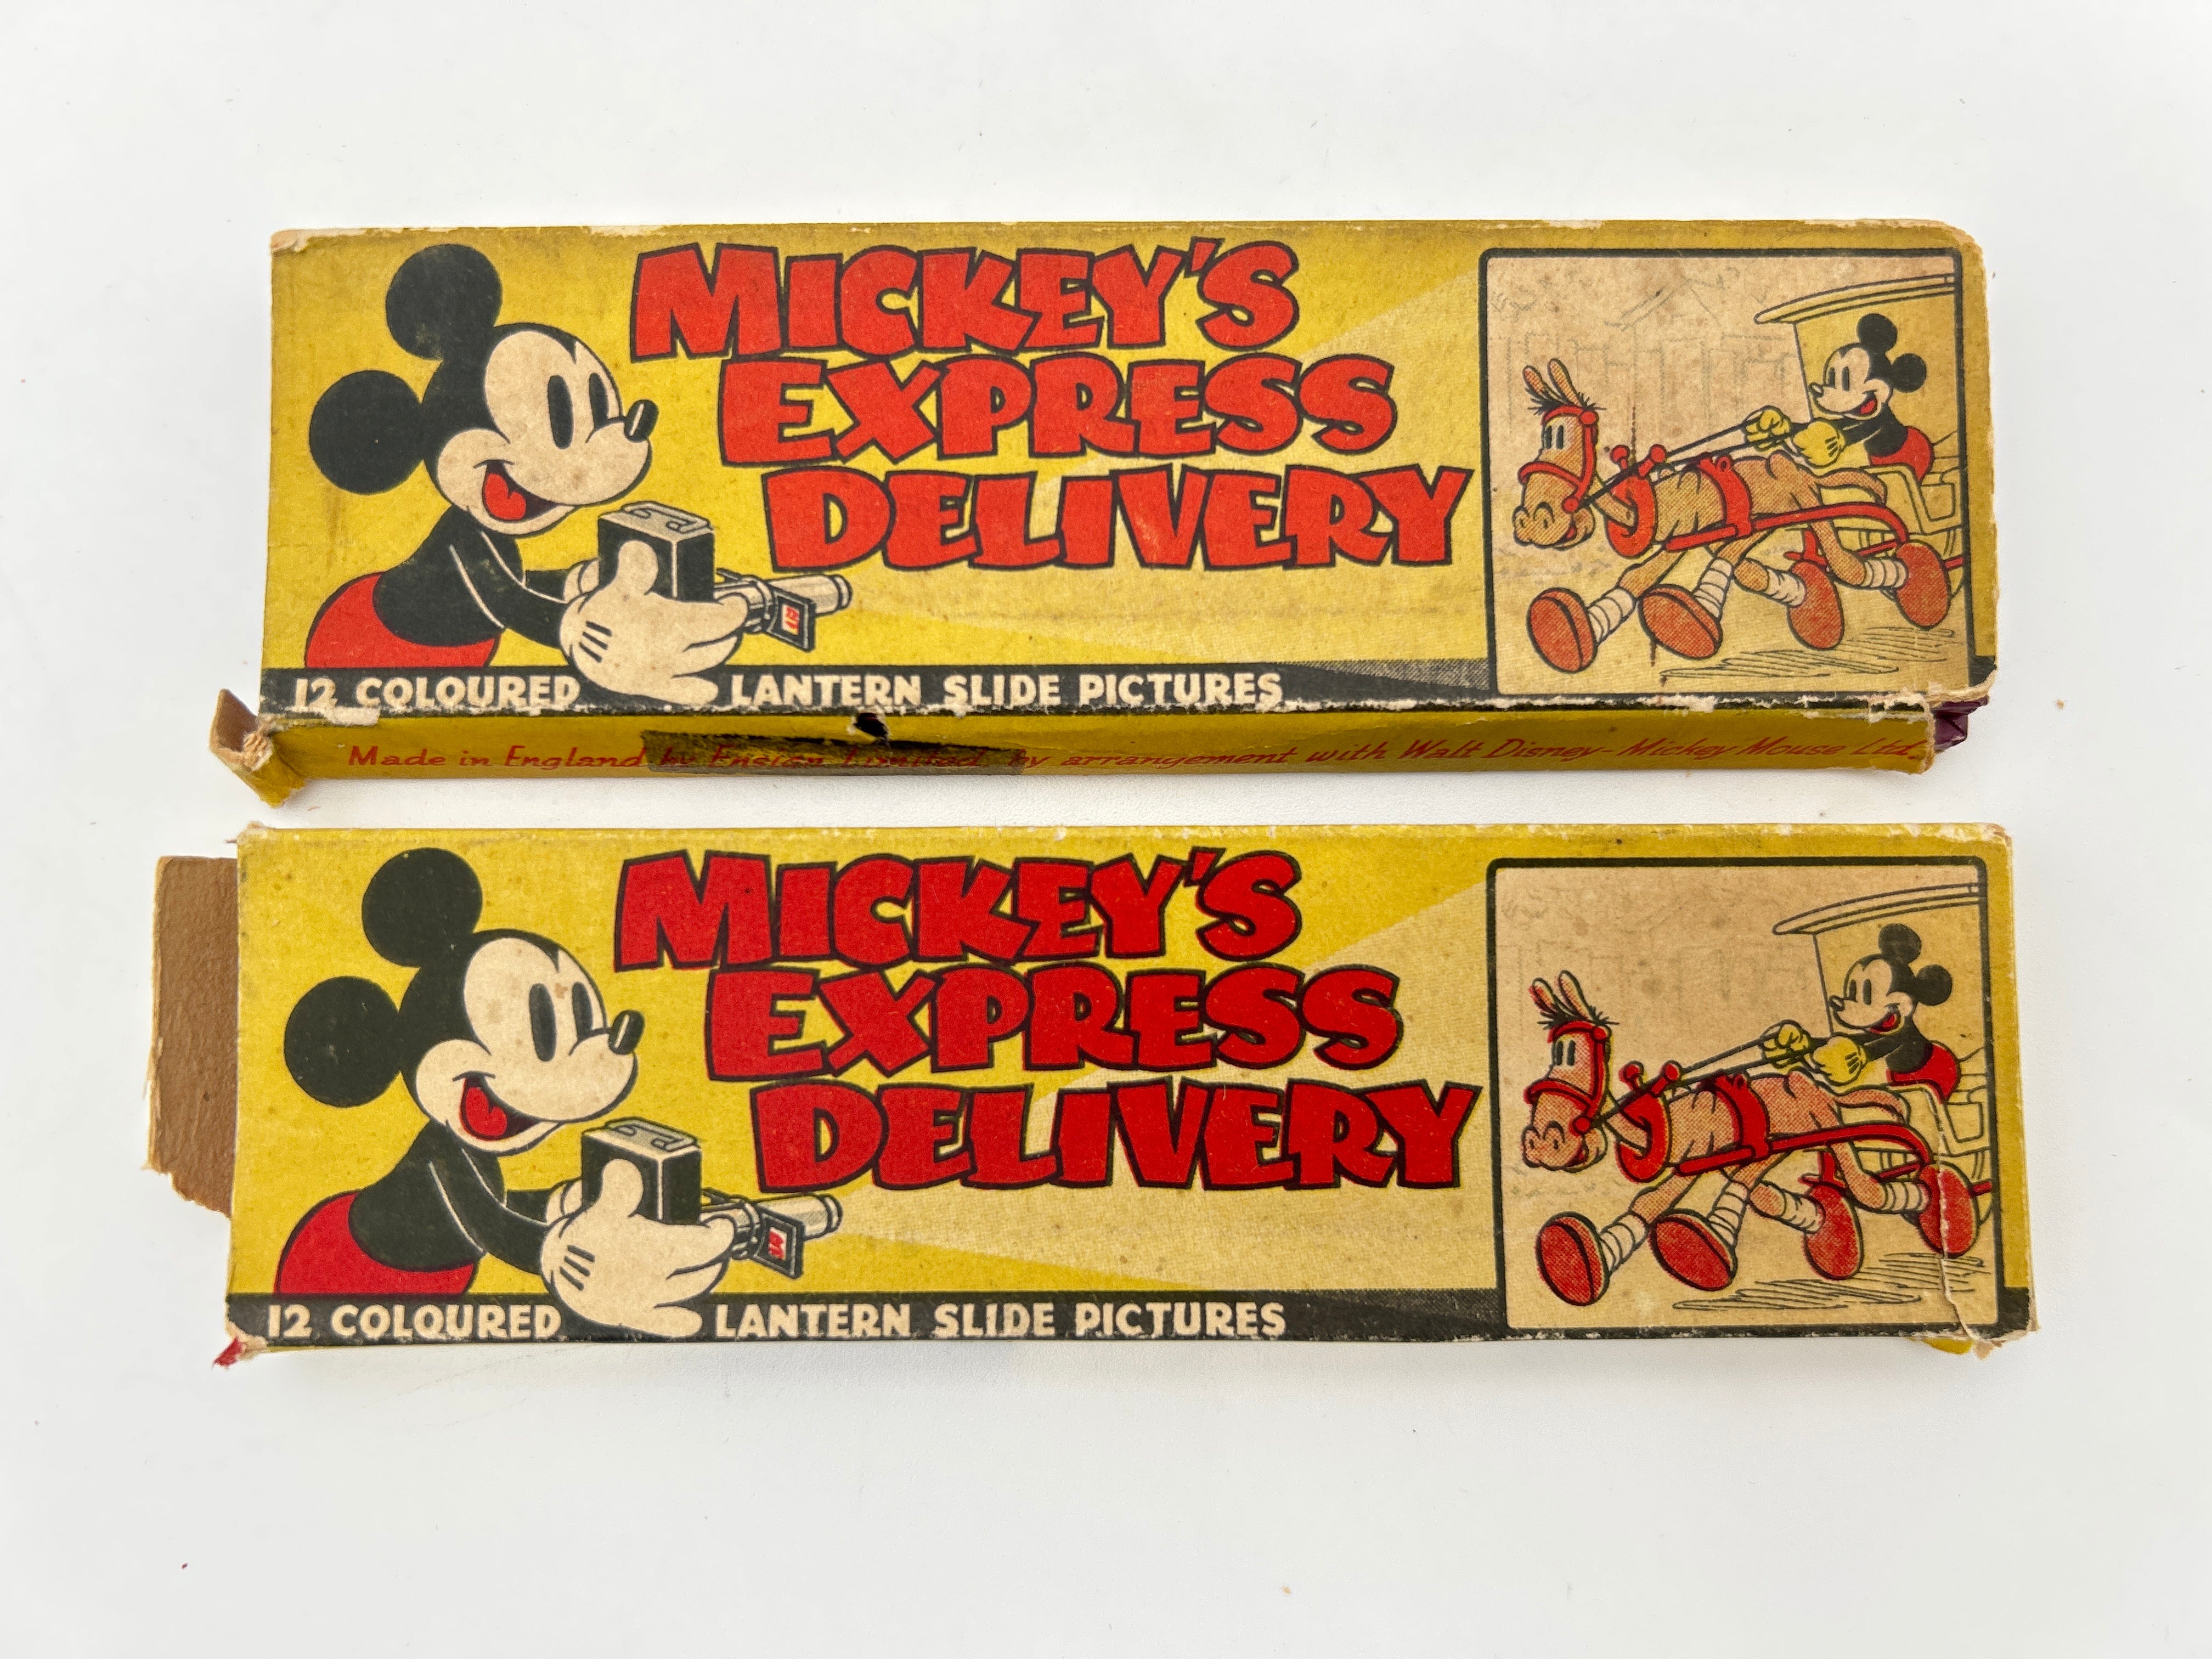 MICKEY'S
EXPRESS
DELIVERY
12 COLOURED LANTERN SLIDE PICTURES
Made in England by Ensign Limited by arrangement with Walt Disney-Mickey Mouse Ltd.
MICKEY'S
EXPRESS
DELIVERY
12 COLOURED LANTERN SLIDE PICTURES